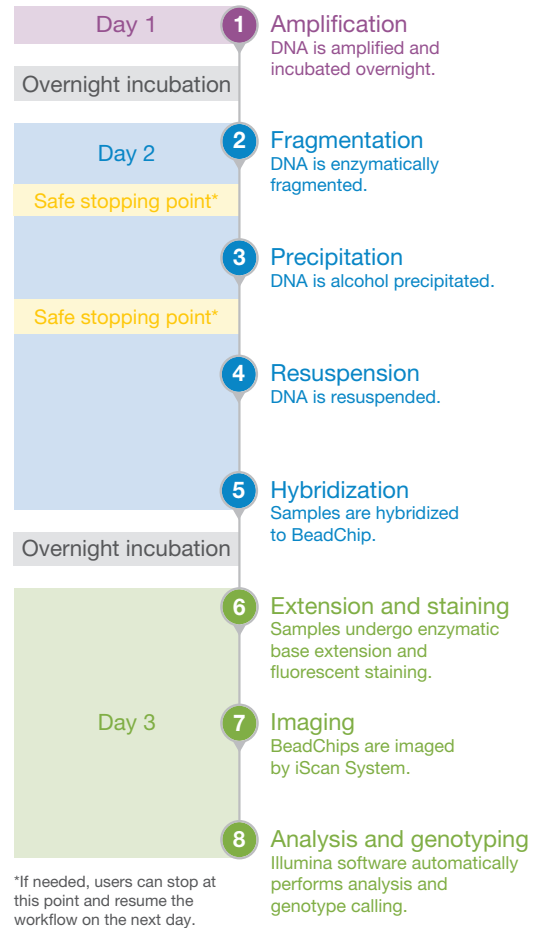 Day 1
1
Amplification
DNA is amplified and
incubated overnight.
Overnight incubation
Day 2
2
Fragmentation
DNA is enzymatically
fragmented.
Safe stopping point*
3
Precipitation
DNA is alcohol precipitated.
Safe stopping point*
4
Resuspension
DNA is resuspended.
5
Hybridization
Samples are hybridized
to BeadChip.
Overnight incubation
6
Extension and staining
Samples undergo enzymatic
base extension and
fluorescent staining.
Day 3
7
Imaging
BeadChips are imaged
by iScan System.
8
Analysis and genotyping
Illumina software automatically
performs analysis and
genotype calling.
*If needed, users can stop at
this point and resume the
workflow on the next day.